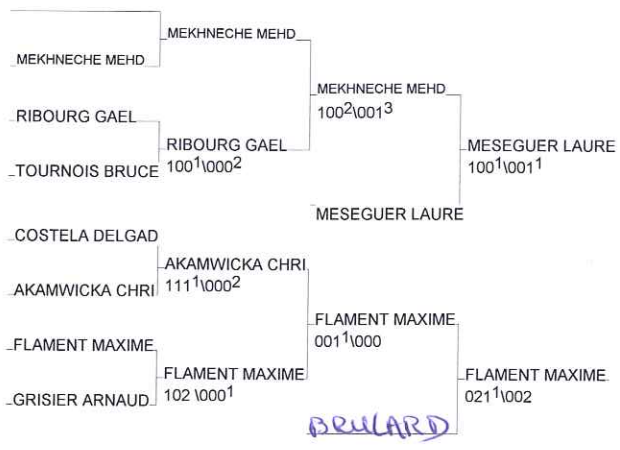 MEKHNECHE MEHD
MEKHNECHE MEHD
MEKHNECHE MEHD
100²\001³
RIBOURG GAEL
RIBOURG GAEL
100¹\000²
MESEGUER LAURE
100¹\001¹
TOURNOIS BRUCE
MESEGUER LAURE
COSTELA DELGAD
AKAMWICKA CHRI
111¹\000²
AKAMWICKA CHRI
FLAMENT MAXIME
001¹\000
FLAMENT MAXIME
FLAMENT MAXIME
102 \000¹
FLAMENT MAXIME
021¹\002
GRISIER ARNAUD
BRULARD